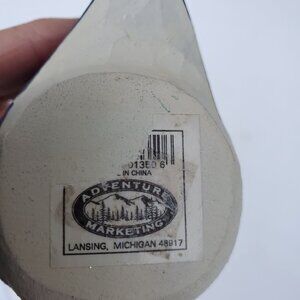 IN CHINA
ADVENTURE
MARKETING
LANSING, MICHIGAN 48917